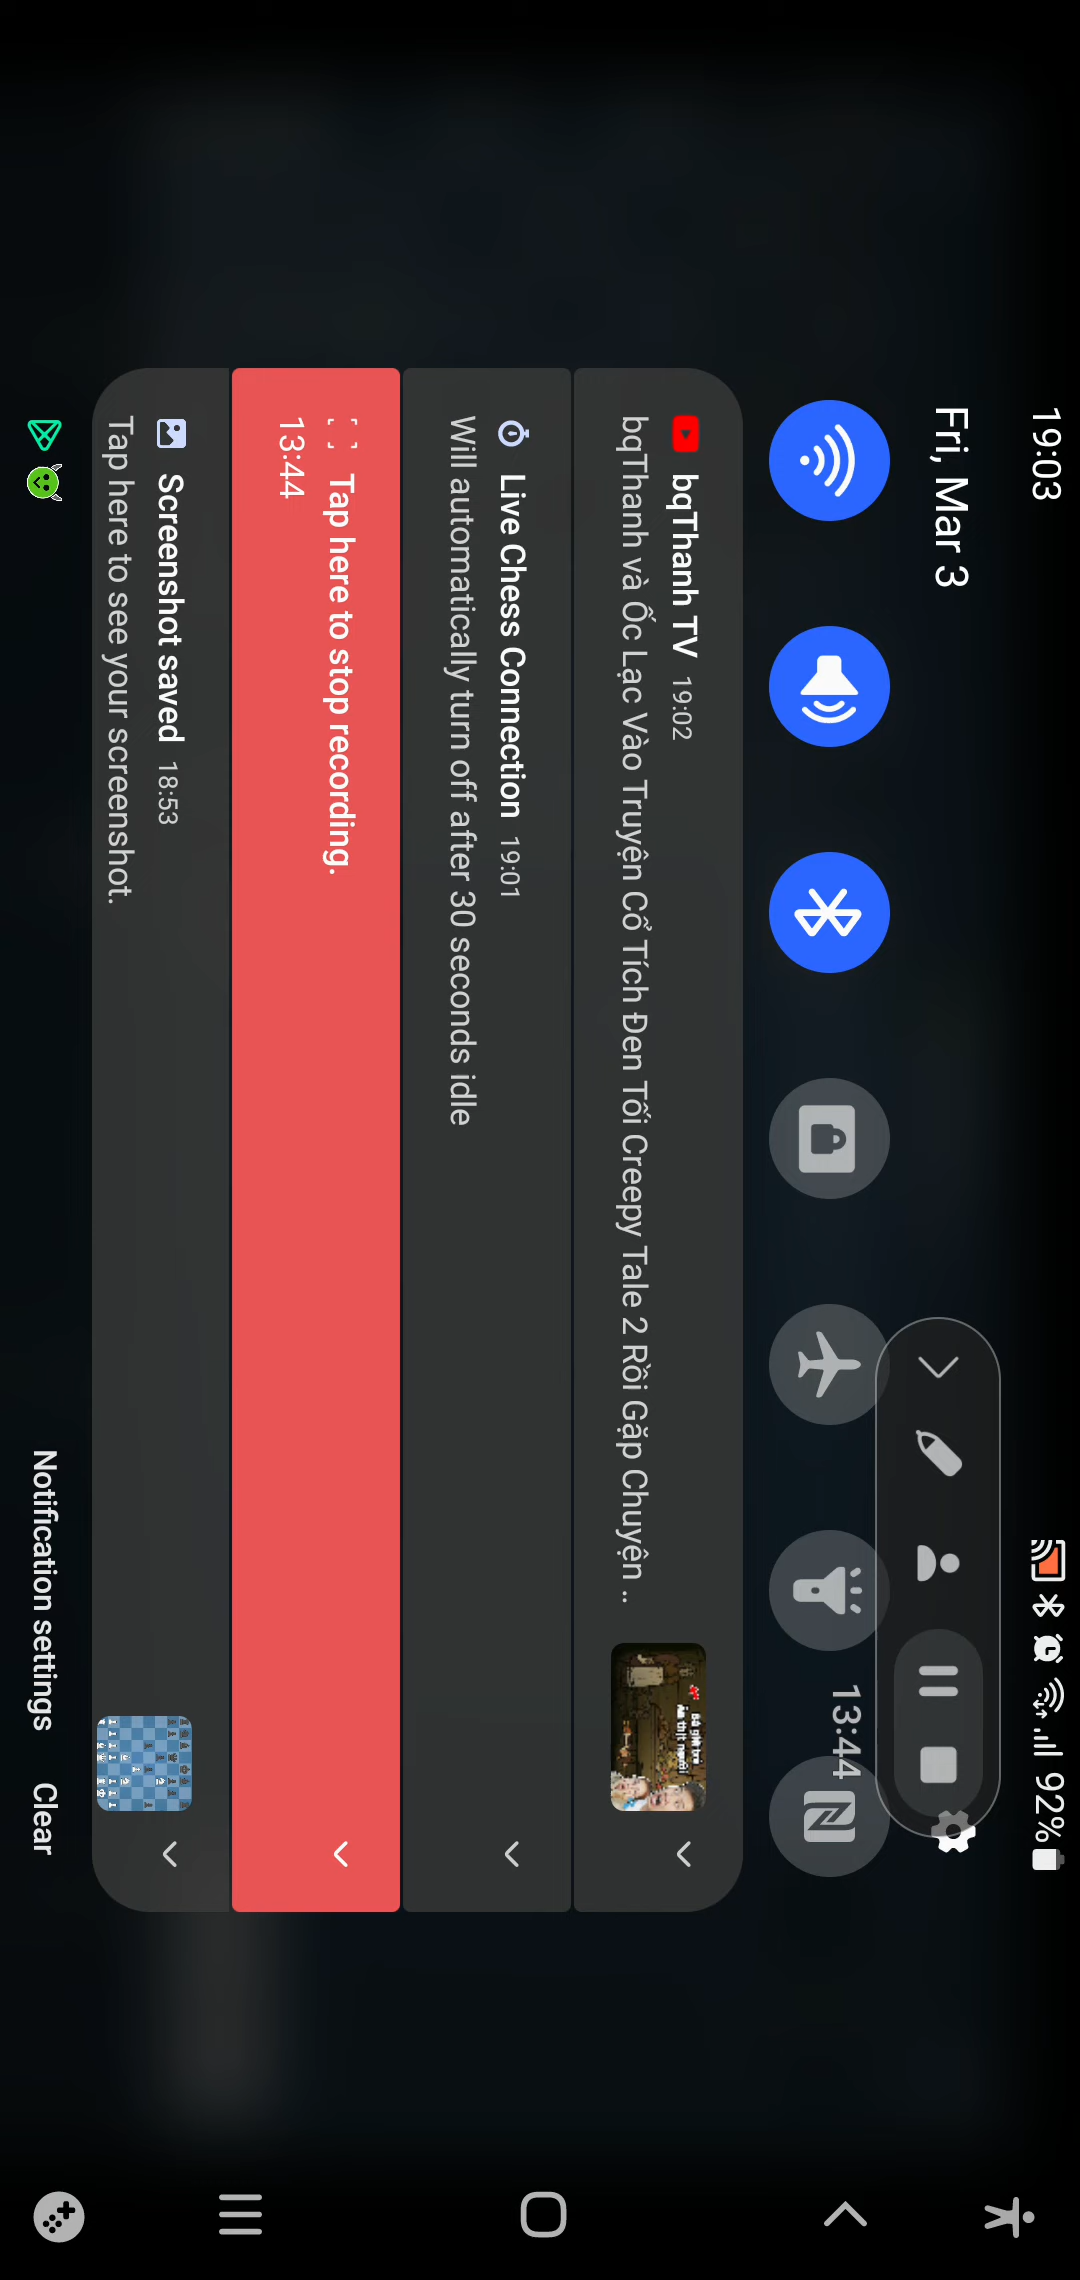 19:03
92%
Fri, Mar 3
13:44
bqThanh TV 19:02
bqThanh và Ốc Lạc Vào Truyện Cổ Tích Đen Tối Creepy Tale 2 Rồi Gặp Chuyện ..
Live Chess Connection 19:01
Will automatically turn off after 30 seconds idle
Tap here to stop recording.
13:44
Screenshot saved 18:53
Tap here to see your screenshot.
Notification settings
Clear